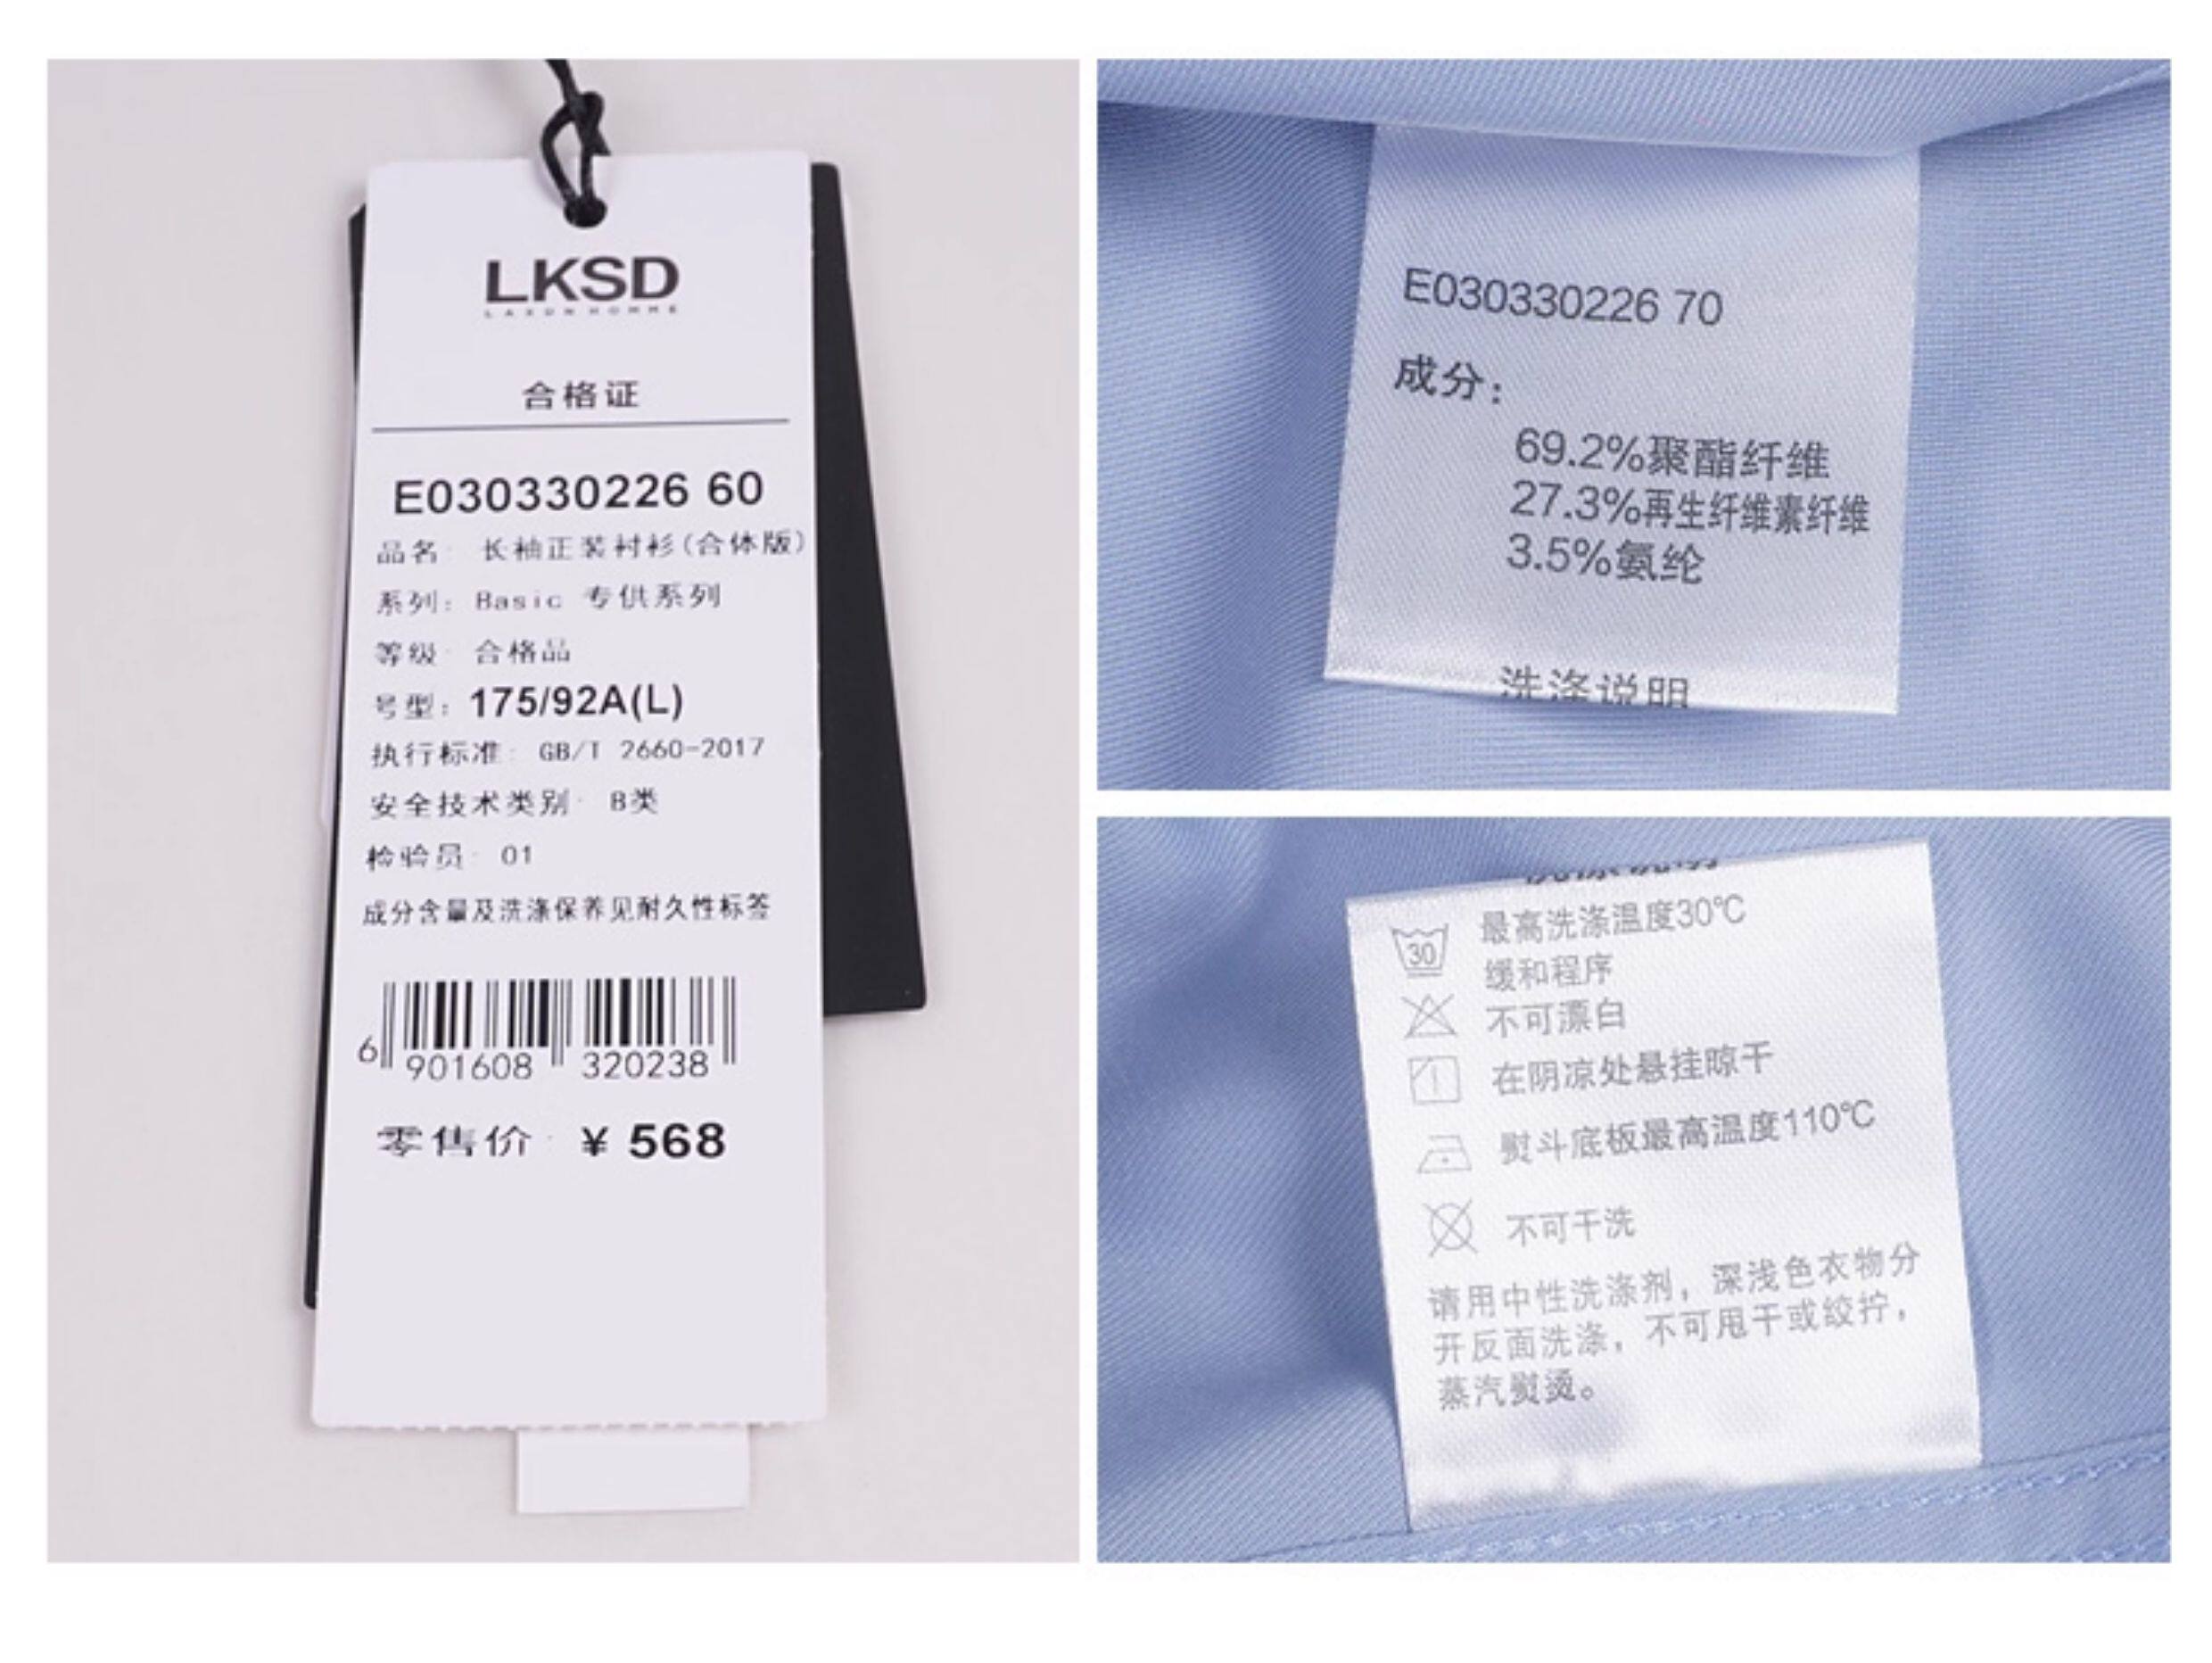 LKSD
LAXDN HOMME
合格证
E030330226 60
品名: 长袖正装衬衫(合体版)
系列: Basic 专供系列
等级: 合格品
号型: 175/92A(L)
执行标准: GB/T 2660-2017
安全技术类别: B类
检验员: 01
成分含量及洗涤保养见耐久性标签
6 901608 320238
零售价: ¥ 568
E030330226 70
成分:
69.2%聚酯纤维
27.3%再生纤维素纤维
3.5%氨纶
洗涤说明
洗涤说明
30
最高洗涤温度30℃
缓和程序
不可漂白
在阴凉处悬挂晾干
熨斗底板最高温度110℃
不可干洗
请用中性洗涤剂，深浅色衣物分
开反面洗涤，不可甩干或绞拧，
蒸汽熨烫。